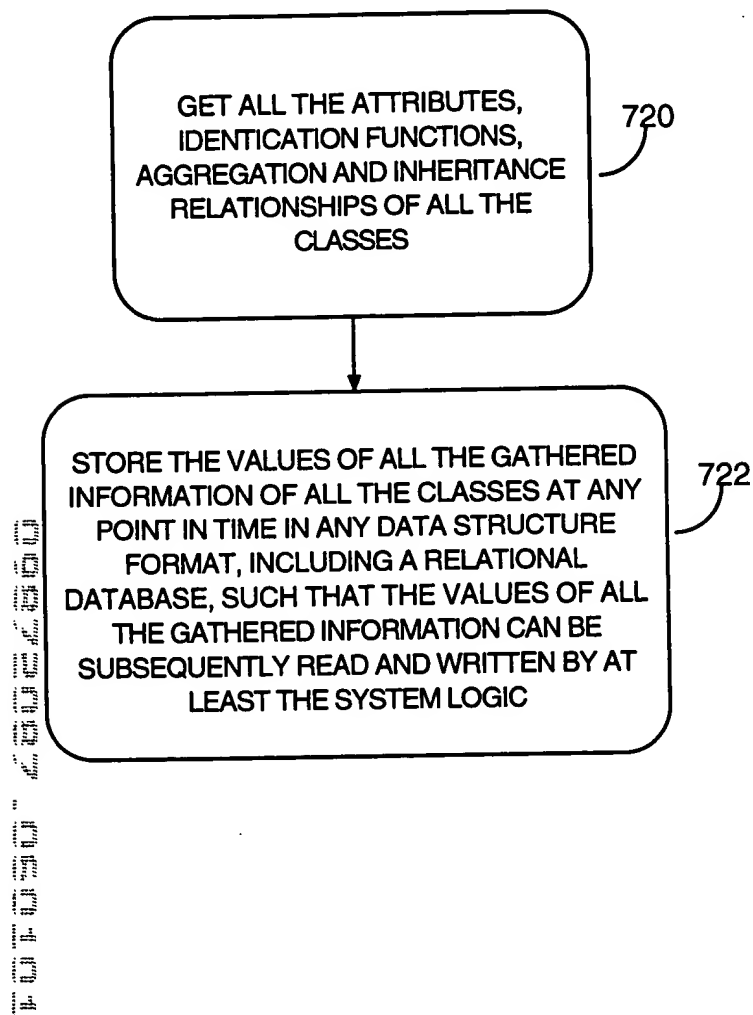 GET ALL THE ATTRIBUTES,
IDENTICATION FUNCTIONS,
AGGREGATION AND INHERITANCE
RELATIONSHIPS OF ALL THE
CLASSES
720
STORE THE VALUES OF ALL THE GATHERED
INFORMATION OF ALL THE CLASSES AT ANY
POINT IN TIME IN ANY DATA STRUCTURE
FORMAT, INCLUDING A RELATIONAL
DATABASE, SUCH THAT THE VALUES OF ALL
THE GATHERED INFORMATION CAN BE
SUBSEQUENTLY READ AND WRITTEN BY AT
LEAST THE SYSTEM LOGIC
722